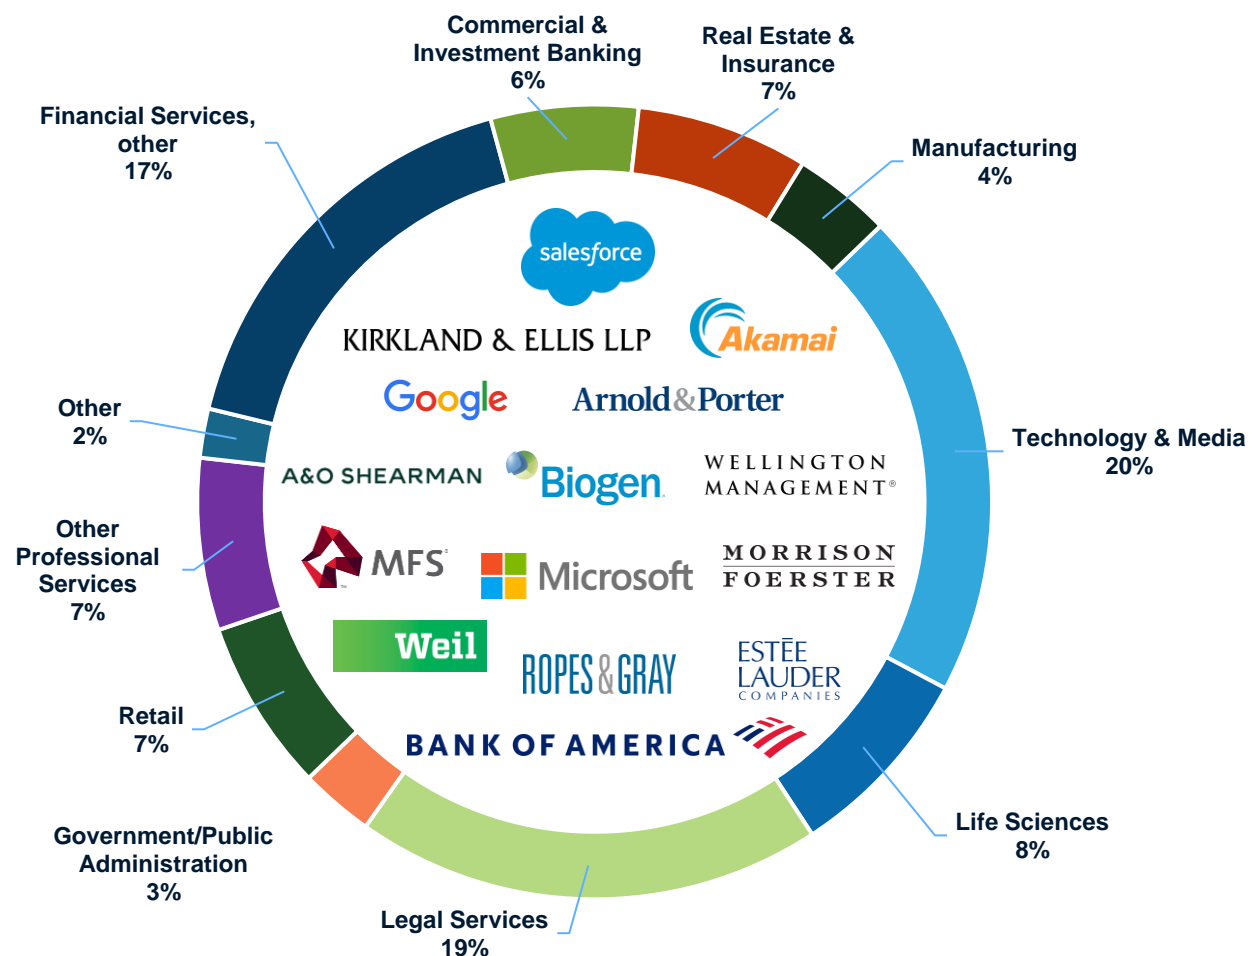 Commercial &
Investment Banking
6%
Real Estate &
Insurance
7%
Financial Services,
other
17%
Manufacturing
4%
salesforce
KIRKLAND & ELLIS LLP
Akamai
Google
Arnold&Porter
Other
2%
Technology & Media
20%
A&O SHEARMAN
Biogen
WELLINGTON
MANAGEMENT®
Other
Professional
Services
7%
MFS
Microsoft
MORRISON
FOERSTER
Weil
ROPES&GRAY
ESTĒE
LAUDER
COMPANIES
Retail
7%
BANK OF AMERICA
Life Sciences
8%
Government/Public
Administration
3%
Legal Services
19%